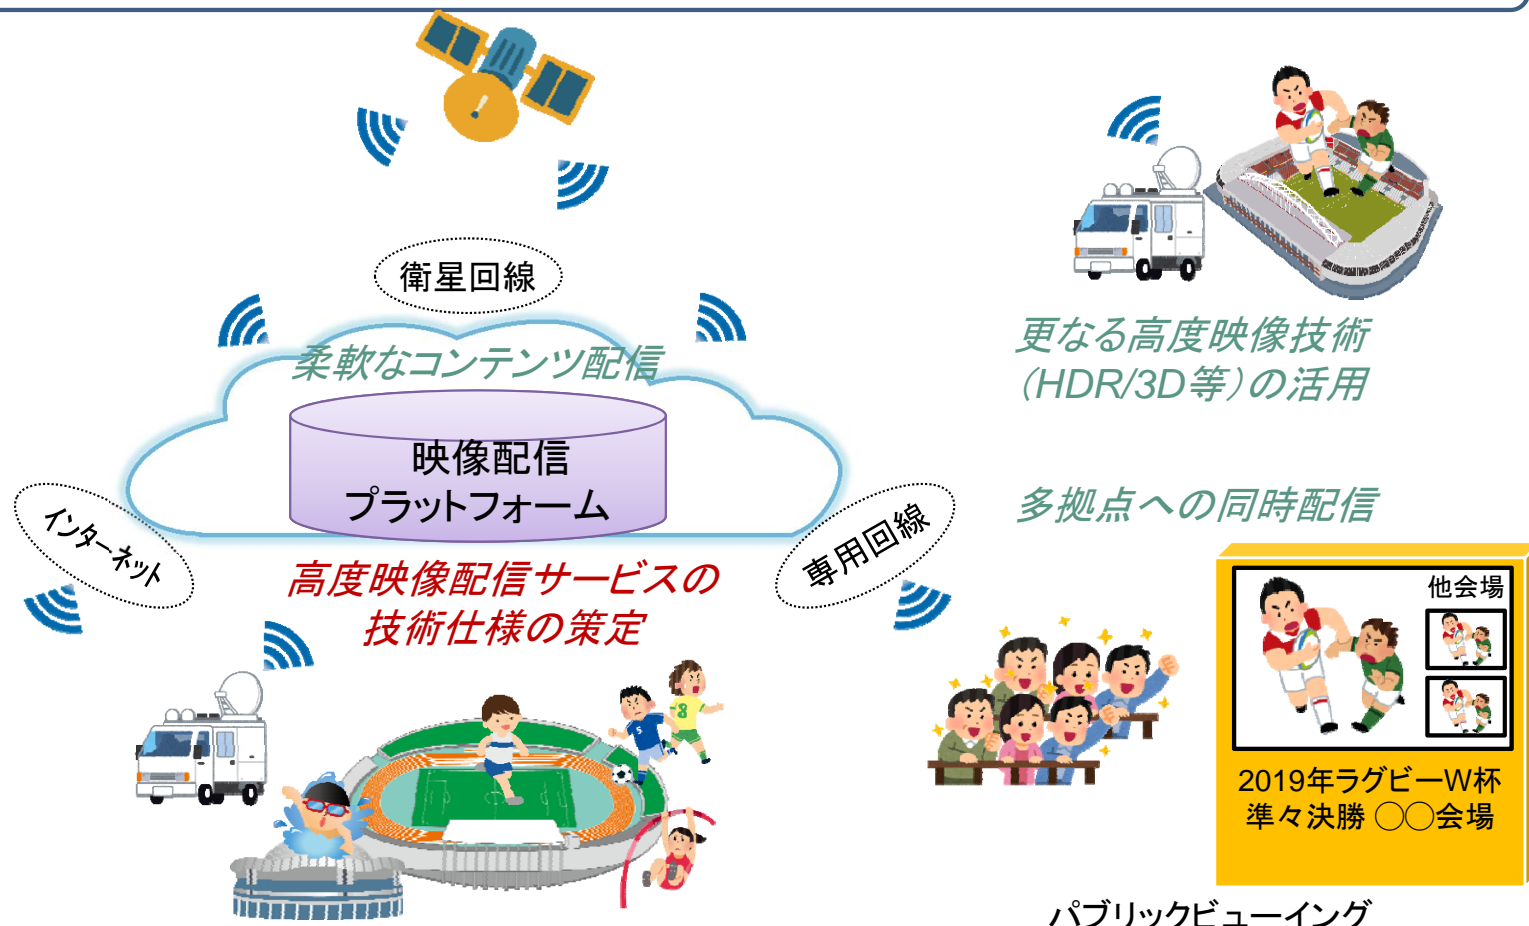 衛星回線
柔軟なコンテンツ配信
映像配信
プラットフォーム
インターネット
専用回線
高度映像配信サービスの
技術仕様の策定
更なる高度映像技術
（HDR/3D等）の活用
多拠点への同時配信
他会場
2019年ラグビーW杯
準々決勝 〇〇会場
パブリックビューイング
5
8